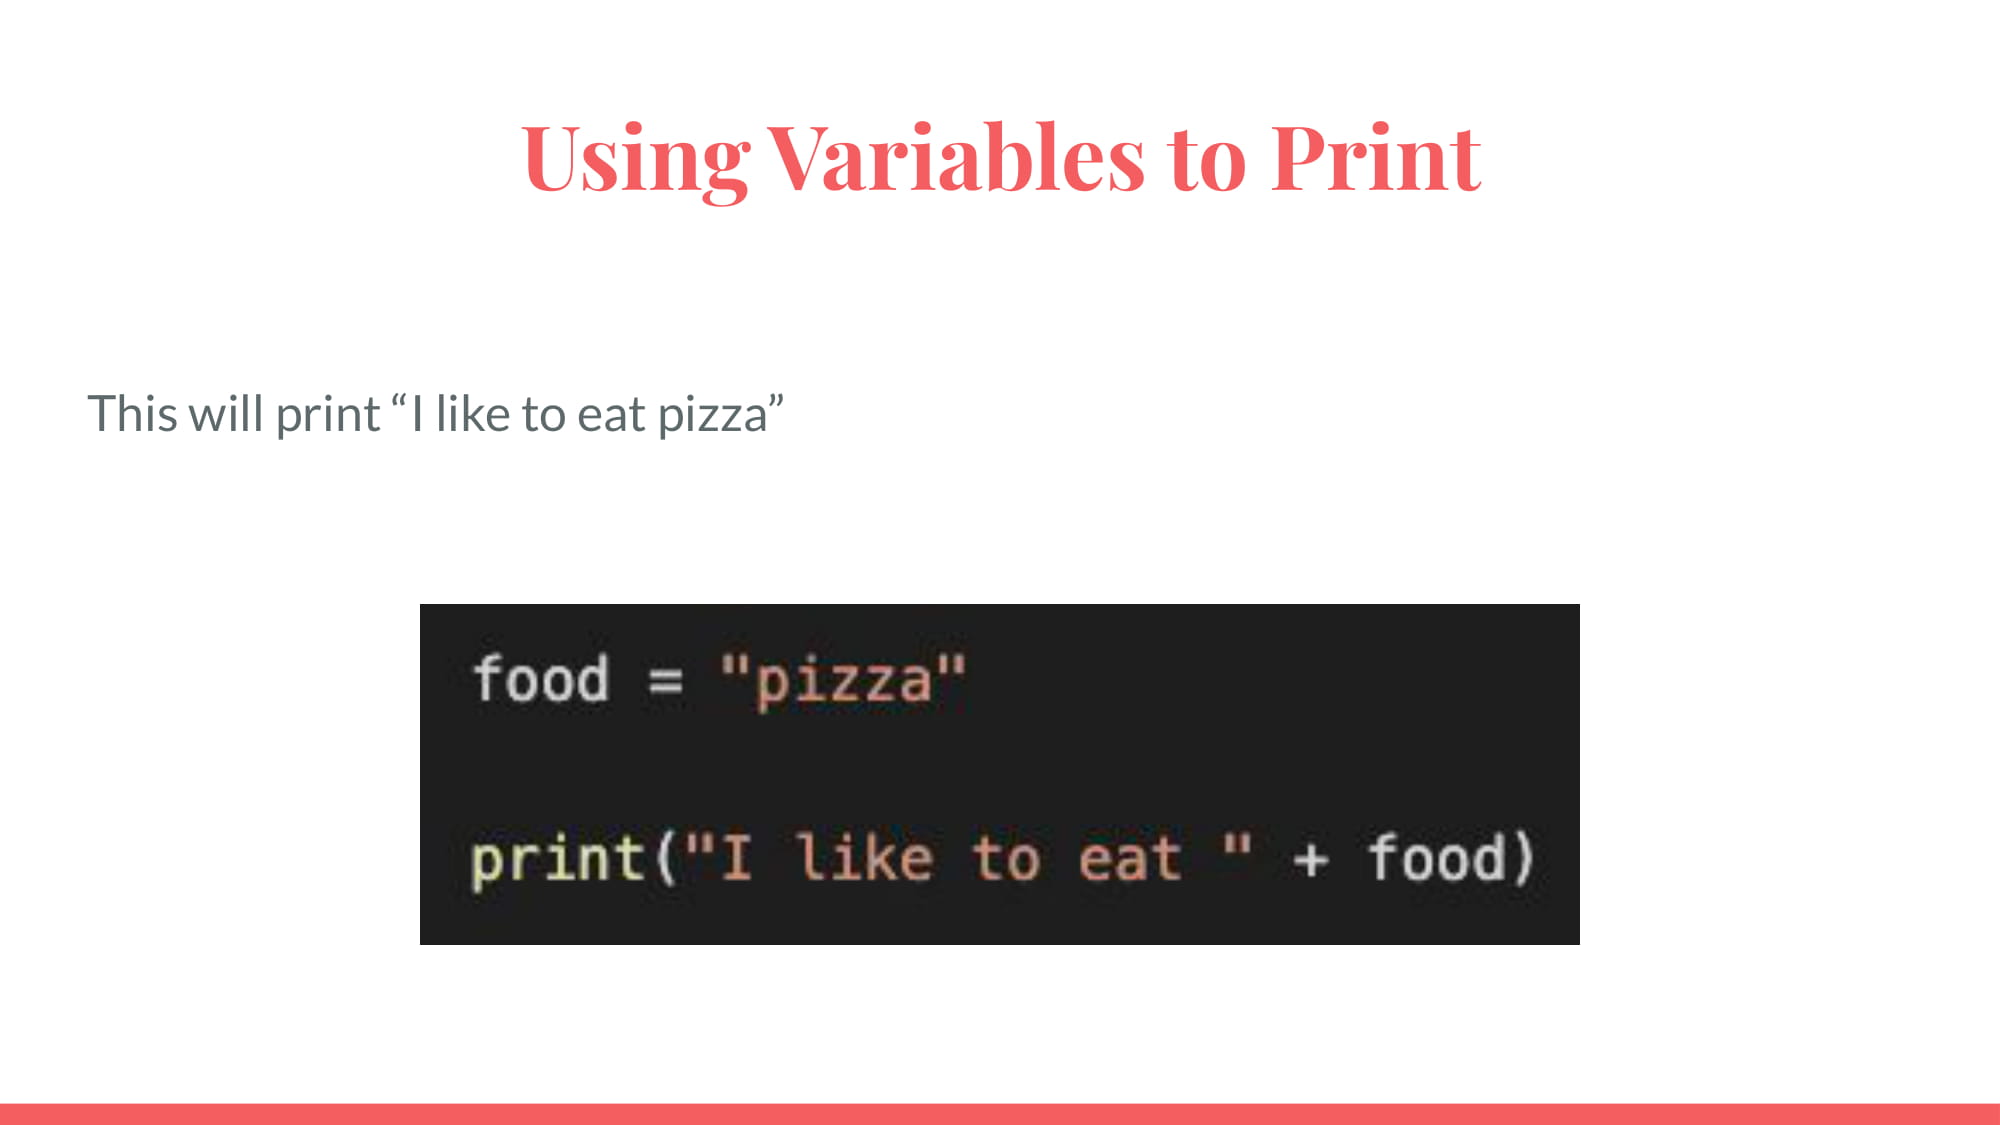 Using Variables to Print
This will print “I like to eat pizza”
food = "pizza"
print("I like to eat " + food)